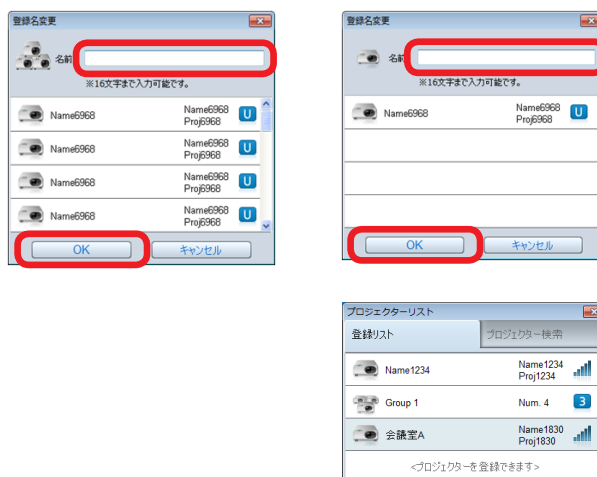 登録名変更
名前
※16文字まで入力可能です。
Name6968 Name6968 U
Proj6968
Name6968 Name6968 U
Proj6968
Name6968 Name6968 U
Proj6968
Name6968 Name6968 U
Proj6968
OK キャンセル
登録名変更
名前
※16文字まで入力可能です。
Name6968 Name6968 U
Proj6968
OK キャンセル
プロジェクターリスト
登録リスト プロジェクター検索
Name1234 Name1234
Proj1234
Group 1 Num. 4 3
会議室A Name1830
Proj1830
<プロジェクターを登録できます>